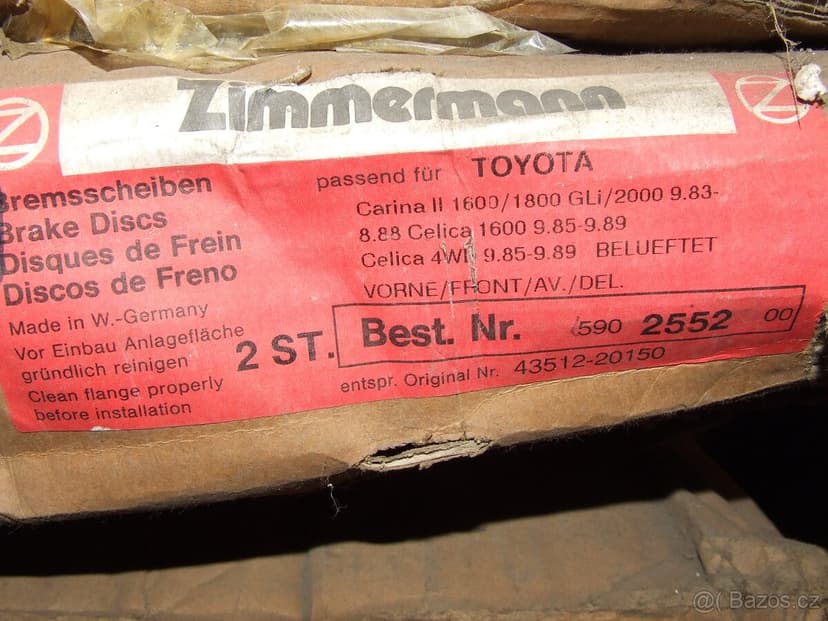 Zimmermann
Z
Z
Bremsscheiben
Brake Discs
Disques de Frein
Discos de Freno
Made in W.-Germany
Vor Einbau Anlagefläche
gründlich reinigen
Clean flange properly
before installation
2 ST.
passend für TOYOTA
Carina II 1600/1800 GLi/2000 9.83-
8.88 Celica 1600 9.85-9.89
Celica 4WD 9.85-9.89 BELUEFTET
VORNE/FRONT/AV./DEL.
Best. Nr. 590 2552 00
entspr. Original Nr. 43512-20150
@( Bazos.cz